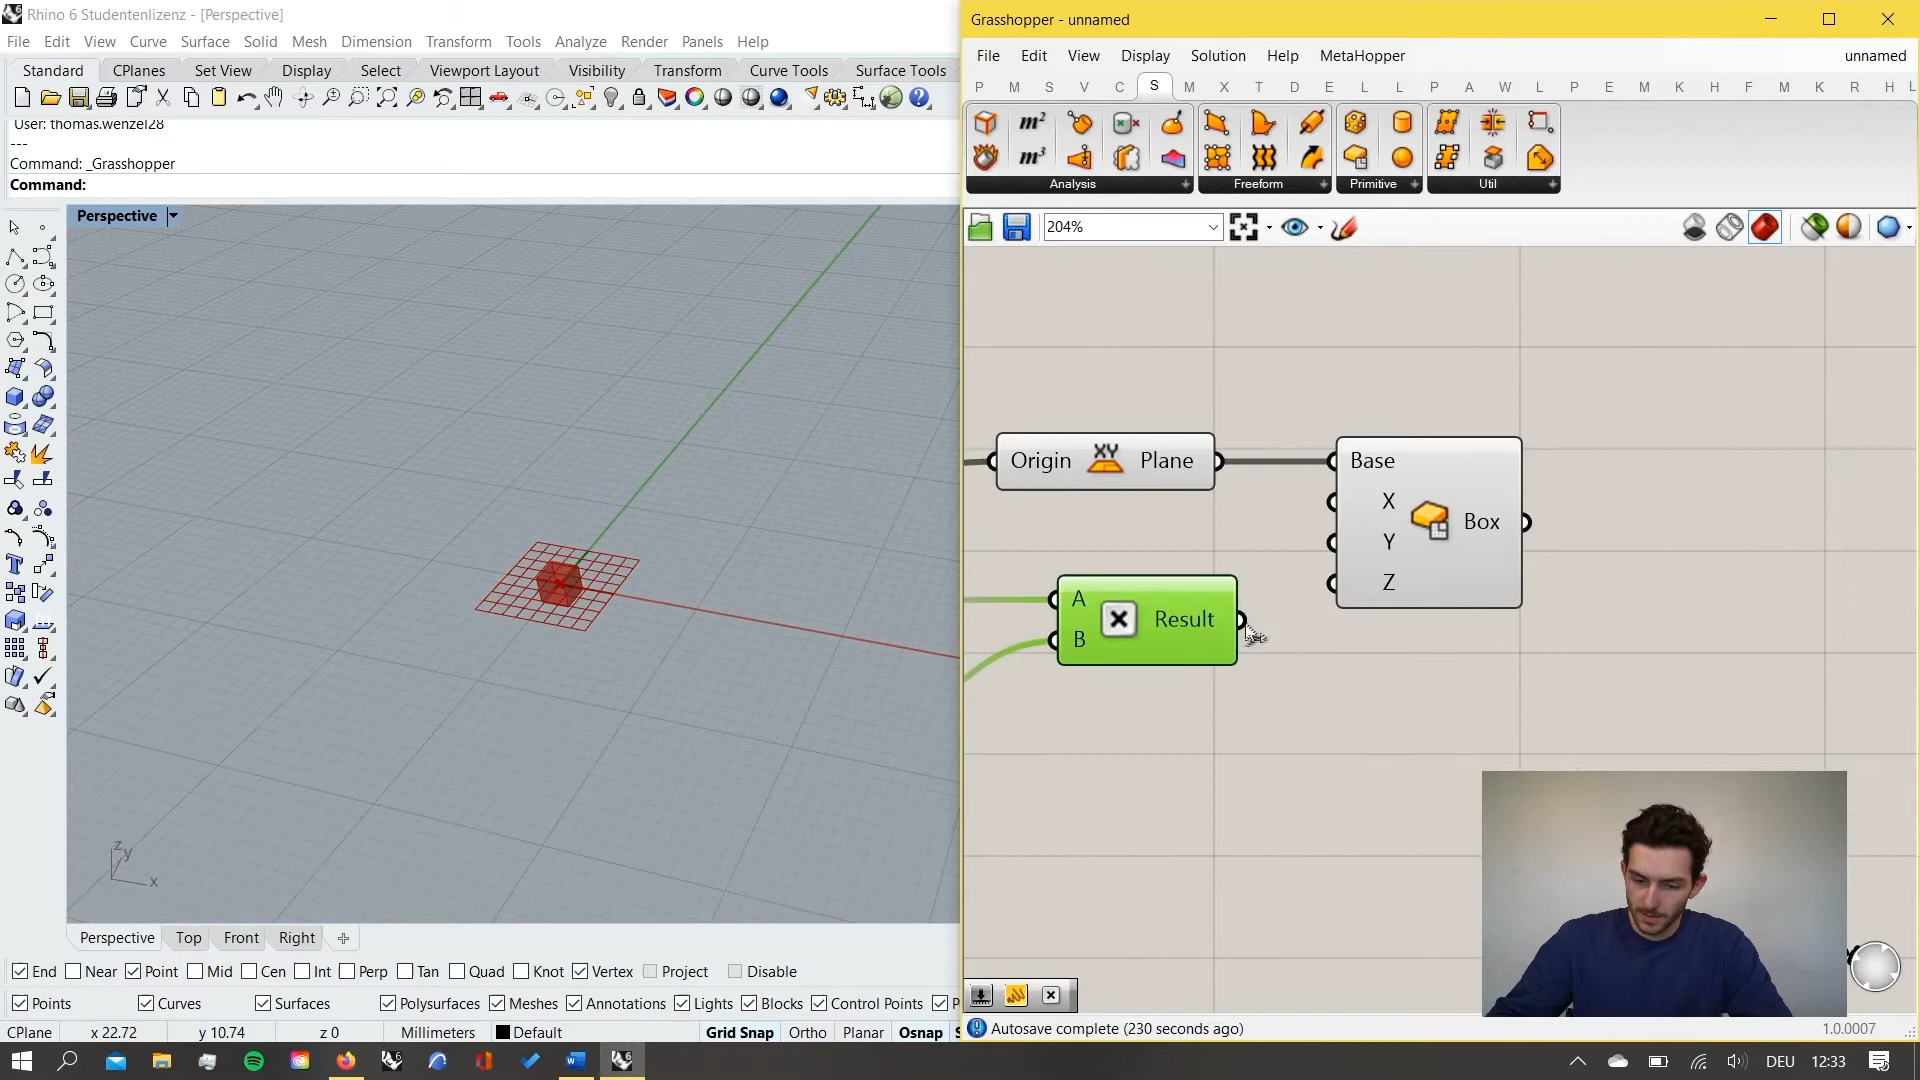 Rhino 6 Studentenlizenz - [Perspective]
File Edit View Curve Surface Solid Mesh Dimension Transform Tools Analyze Render Panels Help
Standard CPlanes Set View Display Select Viewport Layout Visibility Transform Curve Tools Surface Tools
User: thomas.wenzel28
---
Command: _Grasshopper
Command:
Perspective
z
y
x
Perspective Top Front Right
End Near Point Mid Cen Int Perp Tan Quad Knot Vertex Project Disable
Points Curves Surfaces Polysurfaces Meshes Annotations Lights Blocks Control Points P
CPlane x 22.72 y 10.74 z 0 Millimeters Default Grid Snap Ortho Planar Osnap S
Grasshopper - unnamed
File Edit View Display Solution Help MetaHopper unnamed
P M S V C S M X T D E L L P A W L P E M K H F M K R H L
m²
m³
Analysis Freeform Primitive Util
204%
Origin XY Plane
Base
X
Y
Z
Box
A
B
Result
Autosave complete (230 seconds ago) 1.0.0007
DEU 12:33